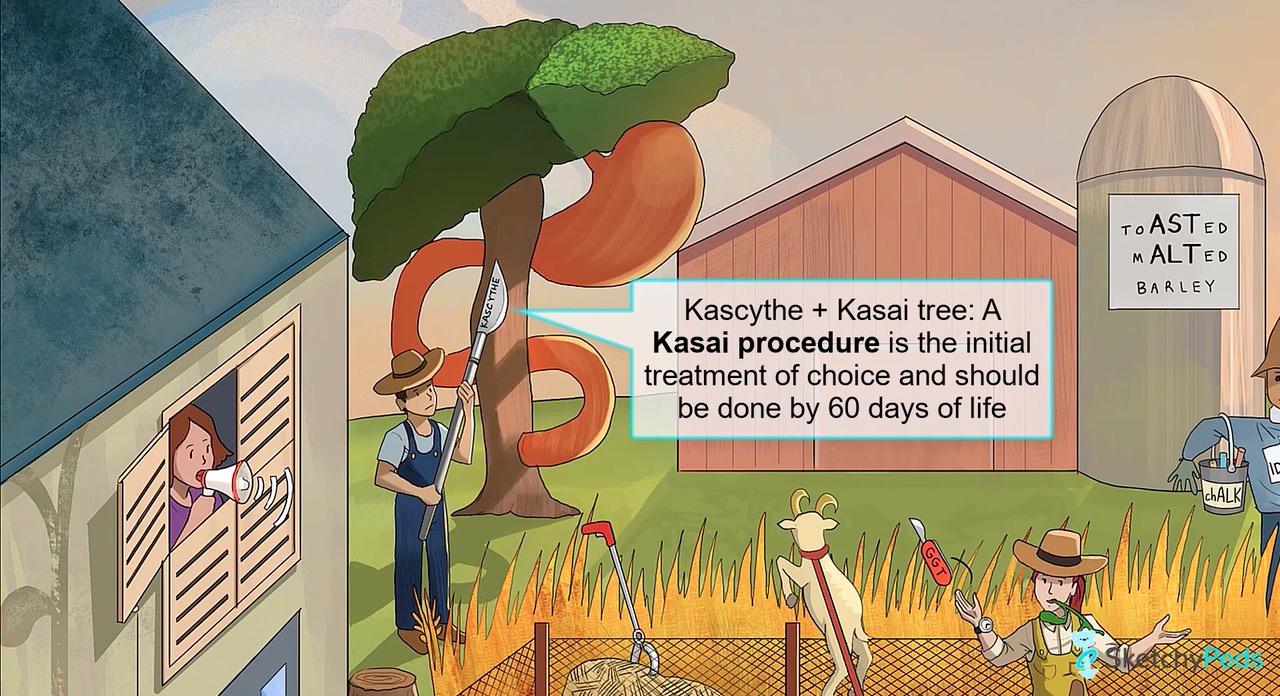 KASCYTHE
TOASTED
MALTED
BARLEY
Kascythe + Kasai tree: A
Kasai procedure is the initial
treatment of choice and should
be done by 60 days of life
chALK
ID
GGT
SketchyPeds